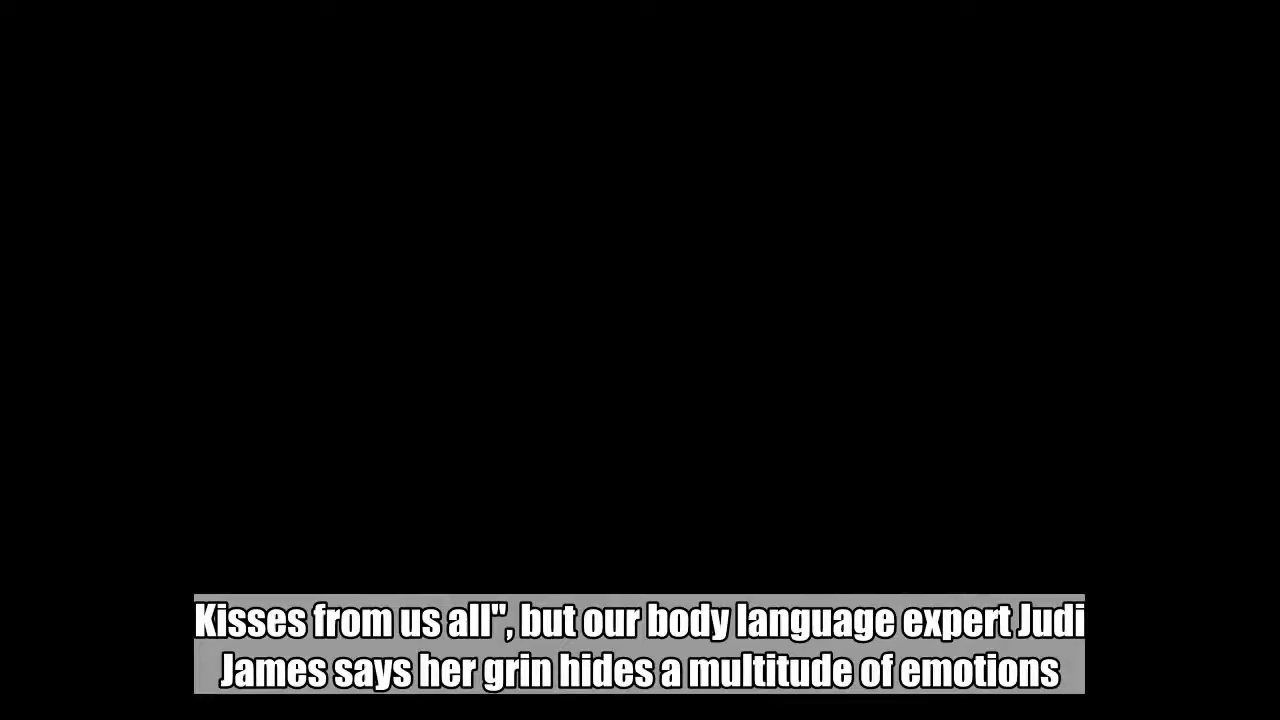 Kisses from us all", but our body language expert Judi
James says her grin hides a multitude of emotions